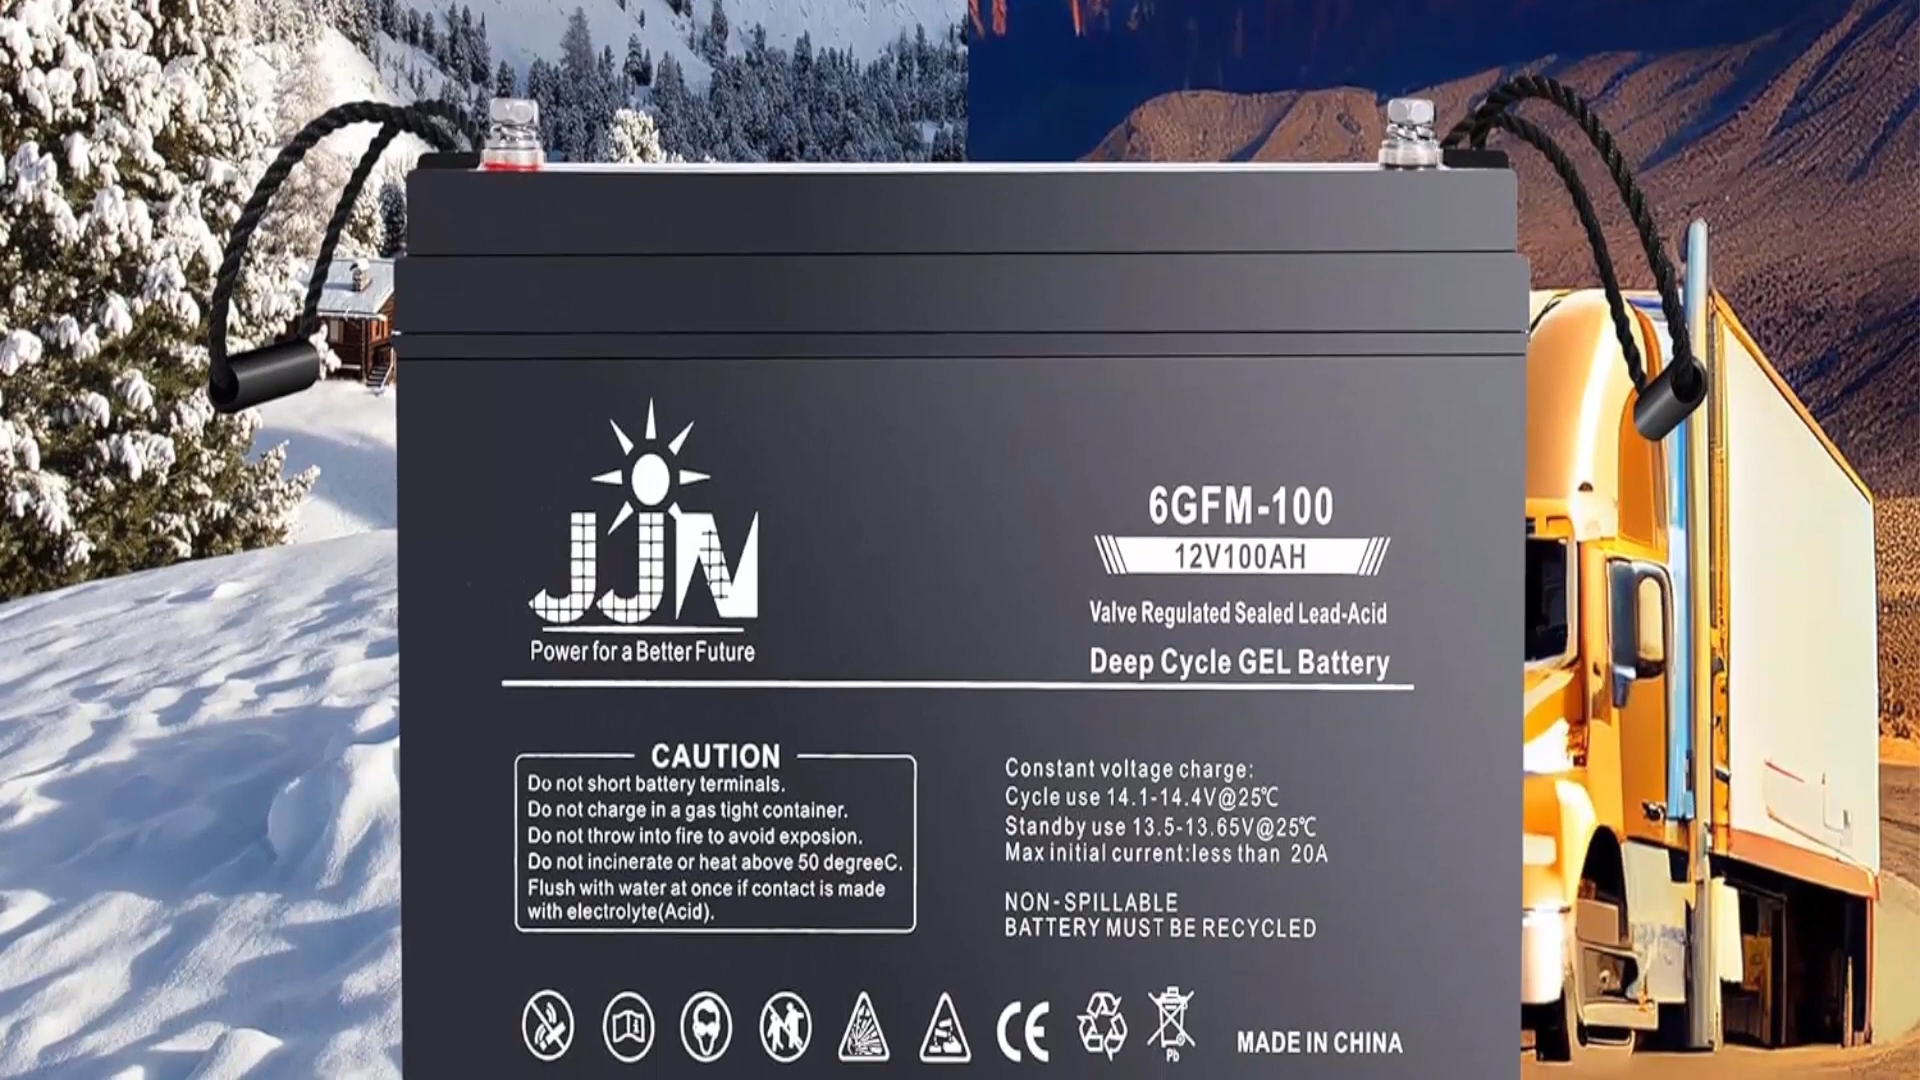 JJN
Power for a Better Future
6GFM-100
12V100AH
Valve Regulated Sealed Lead-Acid
Deep Cycle GEL Battery
CAUTION
Do not short battery terminals.
Do not charge in a gas tight container.
Do not throw into fire to avoid exposion.
Do not incinerate or heat above 50 degreeC.
Flush with water at once if contact is made
with electrolyte(Acid).
Constant voltage charge:
Cycle use 14.1-14.4V@25℃
Standby use 13.5-13.65V@25℃
Max initial current:less than 20A
NON-SPILLABLE
BATTERY MUST BE RECYCLED
CE
Pb
MADE IN CHINA